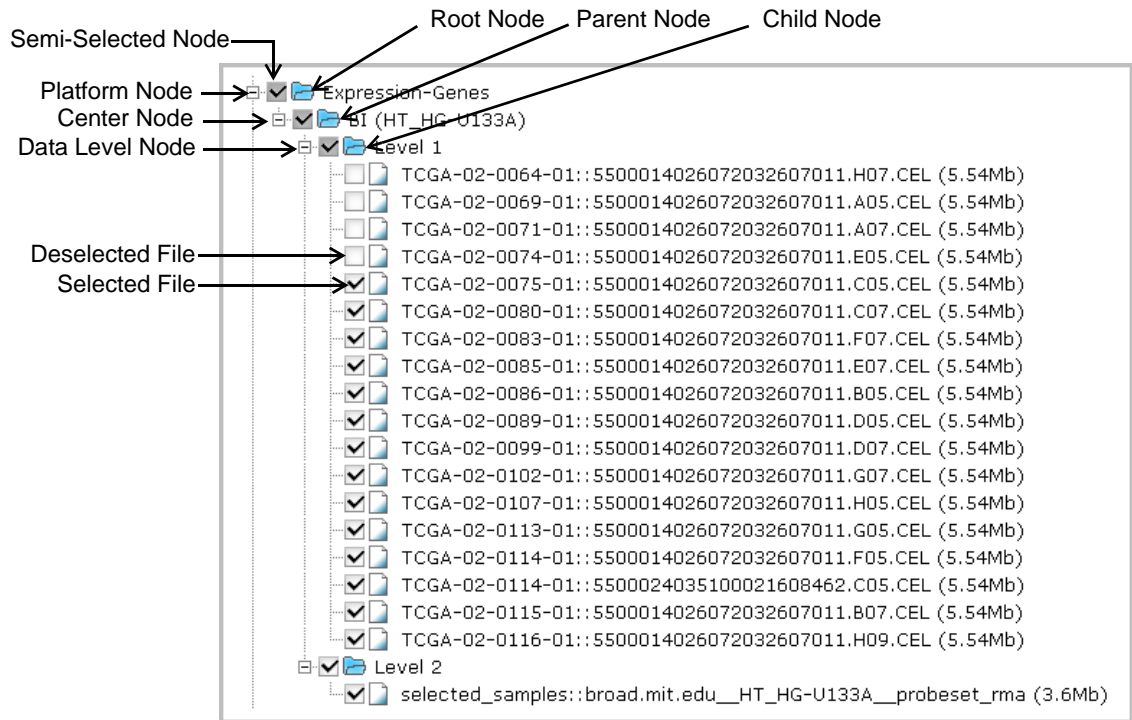 Root Node Parent Node Child Node
Semi-Selected Node
Platform Node Expression-Genes
Center Node BI (HT_HG-U133A)
Data Level Node Level 1
TCGA-02-0064-01::5500014026072032607011.H07.CEL (5.54Mb)
TCGA-02-0069-01::5500014026072032607011.A05.CEL (5.54Mb)
TCGA-02-0071-01::5500014026072032607011.A07.CEL (5.54Mb)
Deselected File TCGA-02-0074-01::5500014026072032607011.E05.CEL (5.54Mb)
Selected File TCGA-02-0075-01::5500014026072032607011.C05.CEL (5.54Mb)
TCGA-02-0080-01::5500014026072032607011.C07.CEL (5.54Mb)
TCGA-02-0083-01::5500014026072032607011.F07.CEL (5.54Mb)
TCGA-02-0085-01::5500014026072032607011.E07.CEL (5.54Mb)
TCGA-02-0086-01::5500014026072032607011.B05.CEL (5.54Mb)
TCGA-02-0089-01::5500014026072032607011.D05.CEL (5.54Mb)
TCGA-02-0099-01::5500014026072032607011.D07.CEL (5.54Mb)
TCGA-02-0102-01::5500014026072032607011.G07.CEL (5.54Mb)
TCGA-02-0107-01::5500014026072032607011.H05.CEL (5.54Mb)
TCGA-02-0113-01::5500014026072032607011.G05.CEL (5.54Mb)
TCGA-02-0114-01::5500014026072032607011.F05.CEL (5.54Mb)
TCGA-02-0114-01::5500024035100021608462.C05.CEL (5.54Mb)
TCGA-02-0115-01::5500014026072032607011.B07.CEL (5.54Mb)
TCGA-02-0116-01::5500014026072032607011.H09.CEL (5.54Mb)
Level 2
selected_samples::broad.mit.edu__HT_HG-U133A__probeset_rma (3.6Mb)